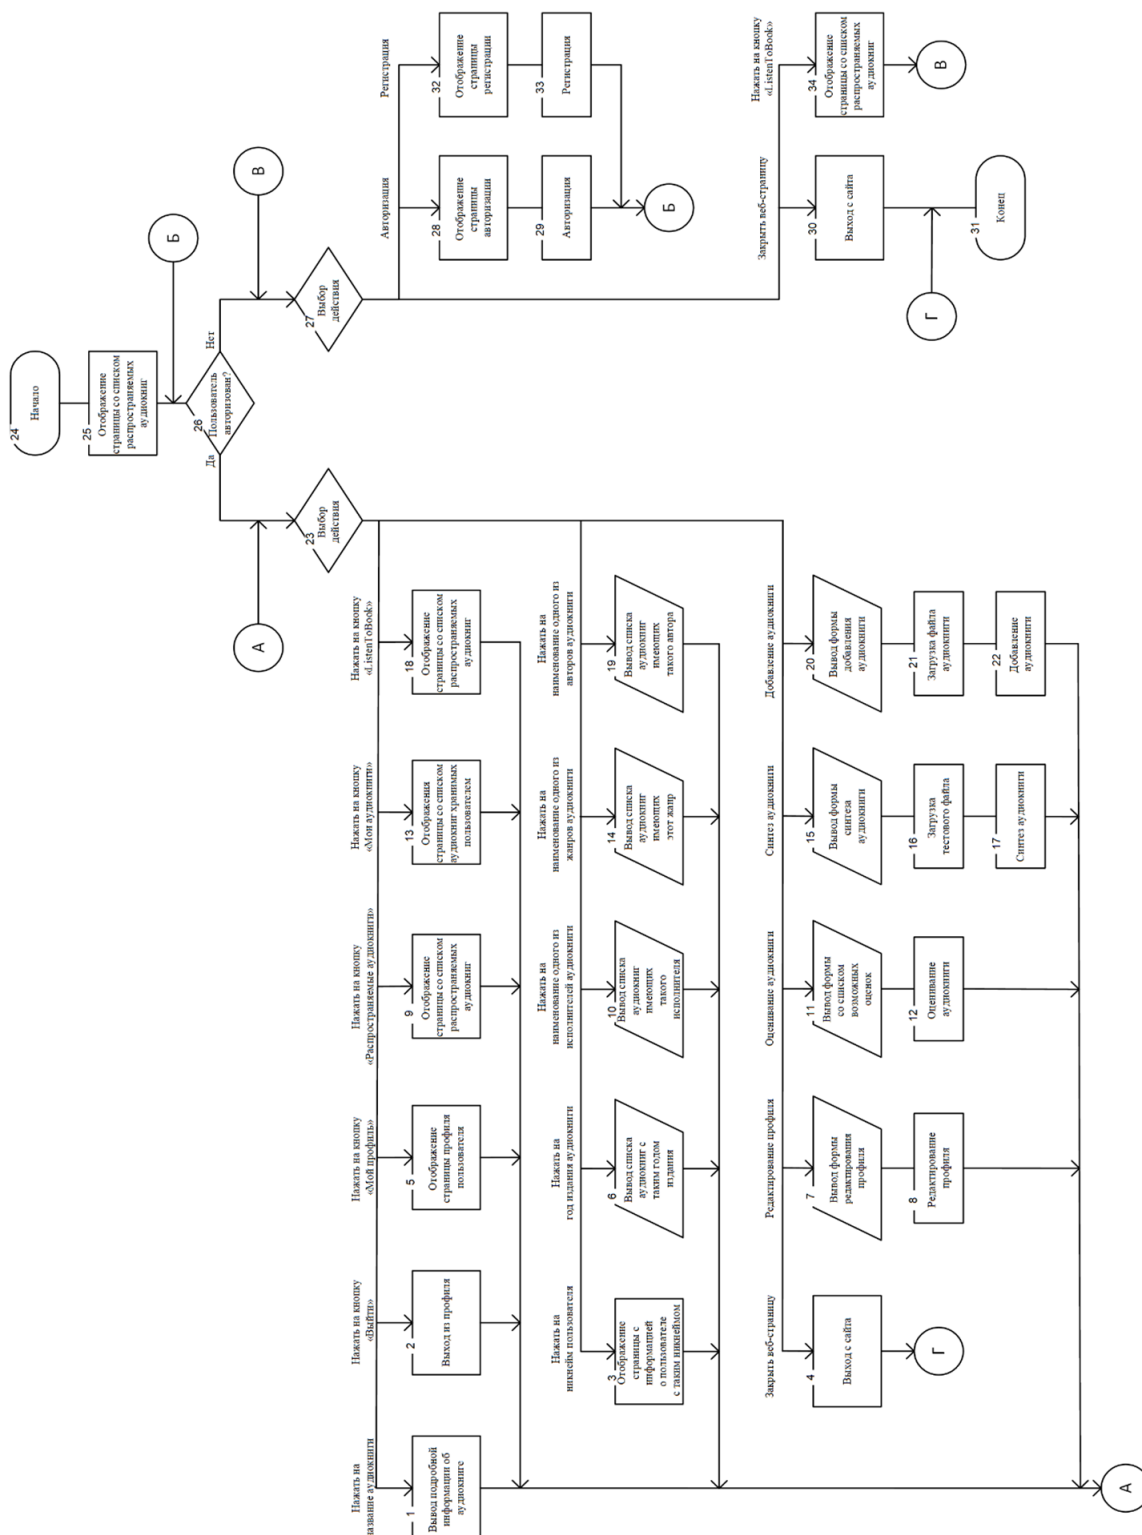 24
Начало
25
Отображение
страницы со списком
распространяемых
аудиокниг
Б
26
Пользователь
авторизован?
Да
Нет
А
В
23
Выбор
действия
27
Выбор
действия
Нажать на
название аудиокниги
Нажать на кнопку
«Выйти»
Нажать на кнопку
«Мой профиль»
Нажать на кнопку
«Распространяемые аудиокниги»
Нажать на кнопку
«Мои аудиокниги»
Нажать на кнопку
«ListenToBook»
Авторизация
Регистрация
1
Вывод подробной
информации об
аудиокниге
2
Выход из профиля
5
Отображение
страницы профиля
пользователя
9
Отображение
страницы со списком
распространяемых
аудиокниг
13
Отображения
страницы со списком
аудиокниг хранимых
пользователем
18
Отображение
страницы со списком
распространяемых
аудиокниг
28
Отображение
страницы
авторизации
32
Отображение
страницы
регистрации
29
Авторизация
33
Регистрация
Б
Нажать на
никнейм пользователя
Нажать на
год издания аудиокниги
Нажать на
наименование одного из
исполнителей аудиокниги
Нажать на
наименование одного из
жанров аудиокниги
Нажать на
наименование одного из
авторов аудиокниги
3
Отображение
страницы с
информацией
о пользователе
с таким никнеймом
6
Вывод списка
аудиокниг с
таким годом
издания
10
Вывод списка
аудиокниг
имеющих
такого
исполнителя
14
Вывод списка
аудиокниг
имеющих
этот жанр
19
Вывод списка
аудиокниг
имеющих
такого автора
Закрыть веб-страницу
Редактирование профиля
Оценивание аудиокниги
Синтез аудиокниги
Добавление аудиокниги
Закрыть веб-страницу
Нажать на кнопку
«ListenToBook»
4
Выход с сайта
7
Вывод формы
редактирования
профиля
11
Вывод формы
со списком
возможных
оценок
15
Вывод формы
синтеза
аудиокниги
20
Вывод формы
добавления
аудиокниги
30
Выход с сайта
34
Отображение
страницы со списком
распространяемых
аудиокниг
Г
8
Редактирование
профиля
12
Оценивание
аудиокниги
16
Загрузка
тестового файла
21
Загрузка файла
аудиокниги
Г
В
17
Синтез аудиокниги
22
Добавление
аудиокниги
31
Конец
А